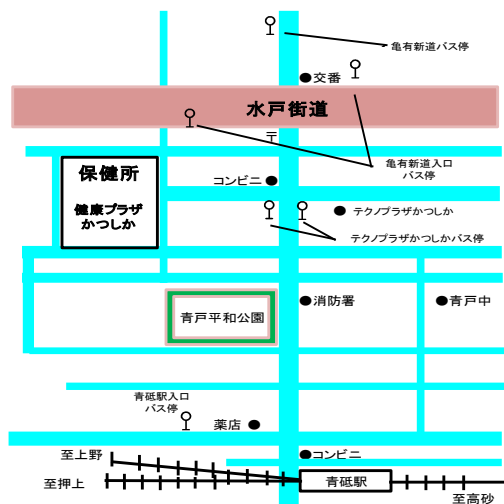 亀有新道バス停
交番
水戸街道
〒
保健所
健康プラザ
かつしか
コンビニ
亀有新道入口
バス停
テクノプラザかつしか
テクノプラザかつしかバス停
青戸平和公園
消防署
青戸中
青砥駅入口
バス停
薬店
至上野
コンビニ
至押上
青砥駅
至高砂